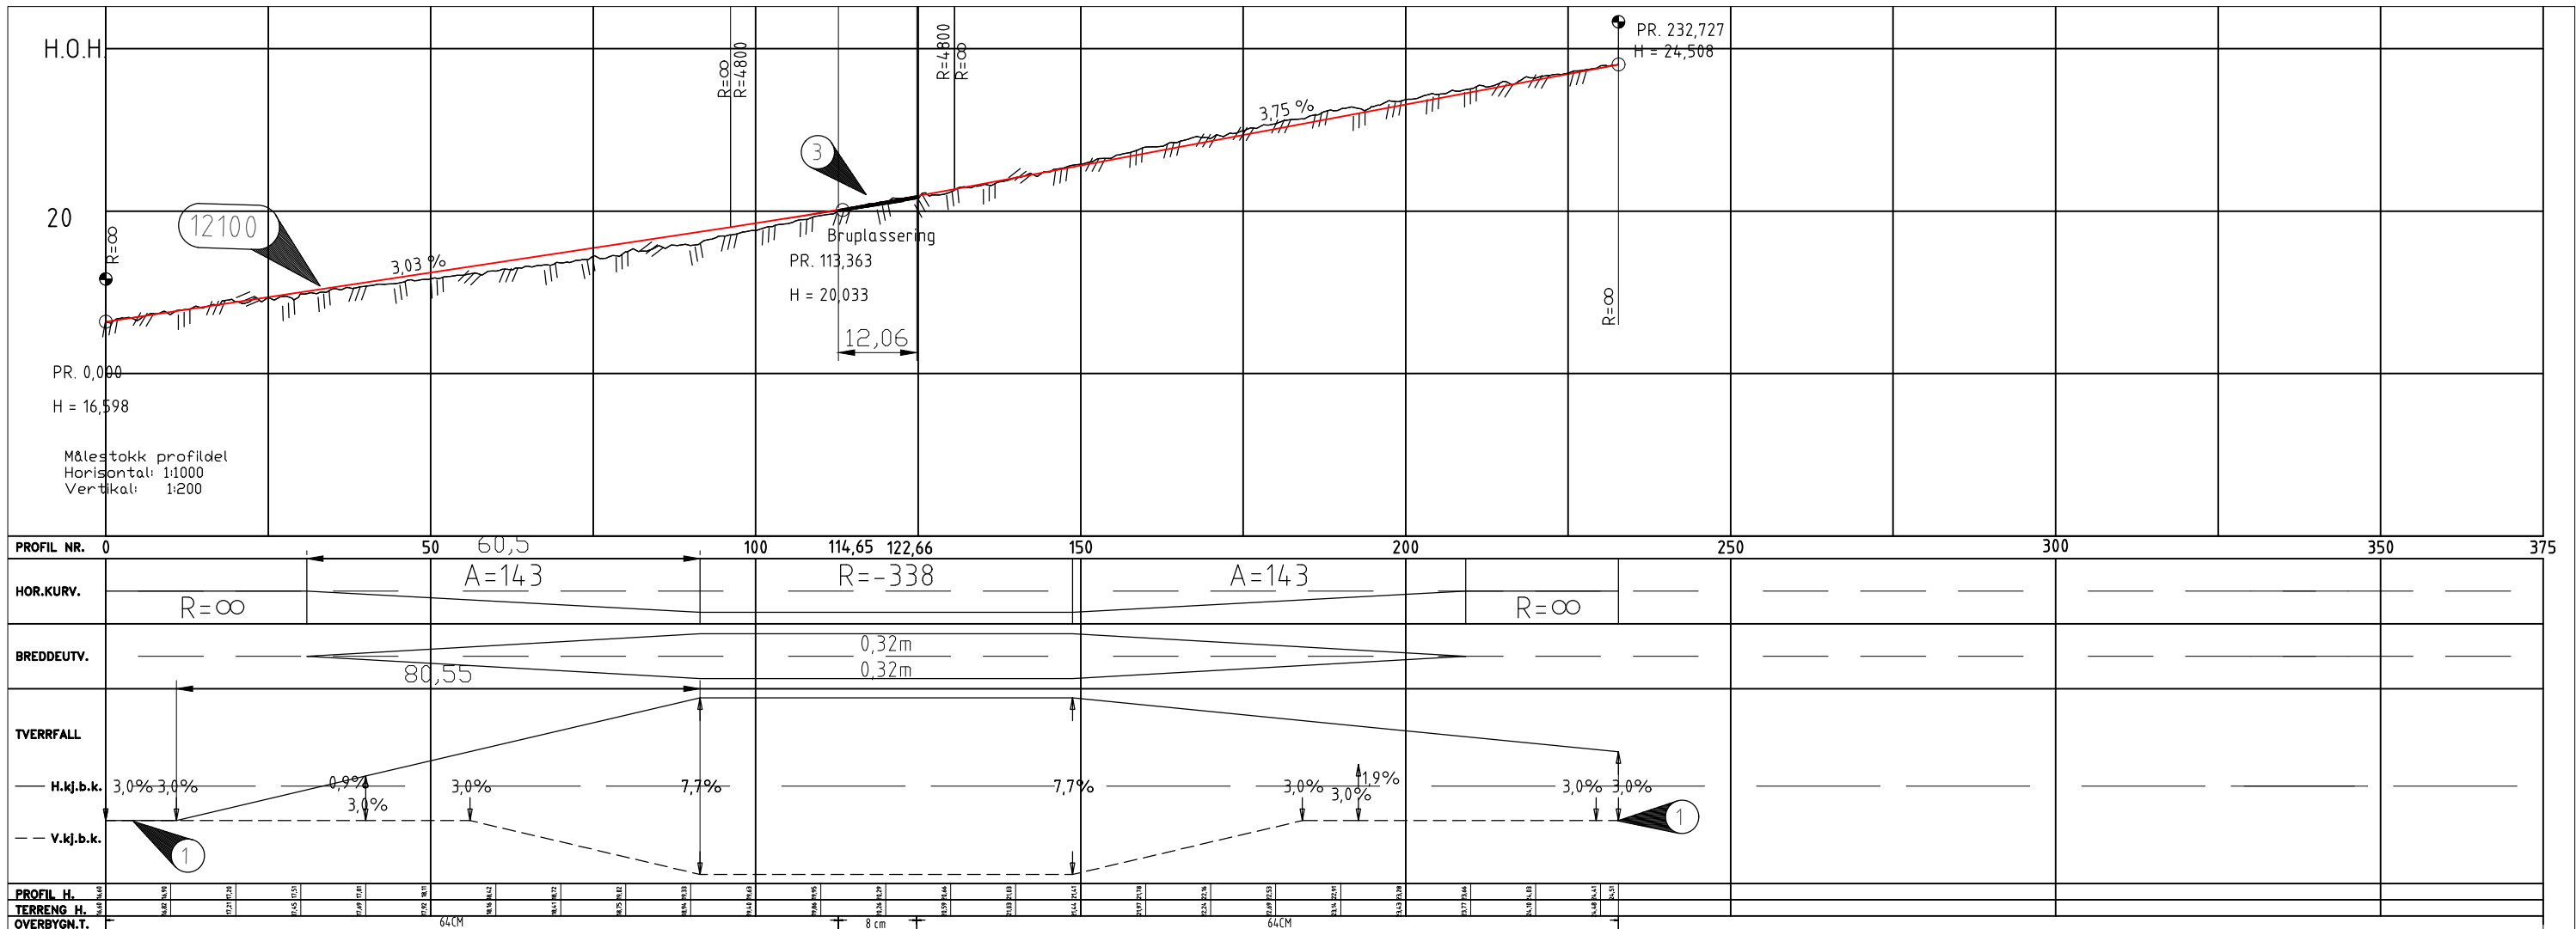 H.O.H.
PR. 232,727
H = 24,508
R=∞
R=4800
R=4800
R=∞
3,75 %
3
12100
20
R=∞
3,03 %
Bruplassering
PR. 113,363
H = 20,033
12,06
R=∞
PR. 0,000
H = 16,598
Målestokk profildel
Horisontal: 1:1000
Vertikal: 1:200
PROFIL NR. 0 50 100 114,65 122,66 150 200 250 300 350 375
60,5
HOR.KURV. R=∞ A=143 R=-338 A=143 R=∞
BREDDEUTV. 0,32m
0,32m
80,55
TVERRFALL
H.kj.b.k. 3,0% 3,0% 0,9% 3,0% 3,0% 7,7% 7,7% 3,0% 3,0% 1,9% 3,0% 3,0%
V.kj.b.k.
1
1
PROFIL H.
TERRENG H.
OVERBYGN.T. 64CM 8 cm 64CM